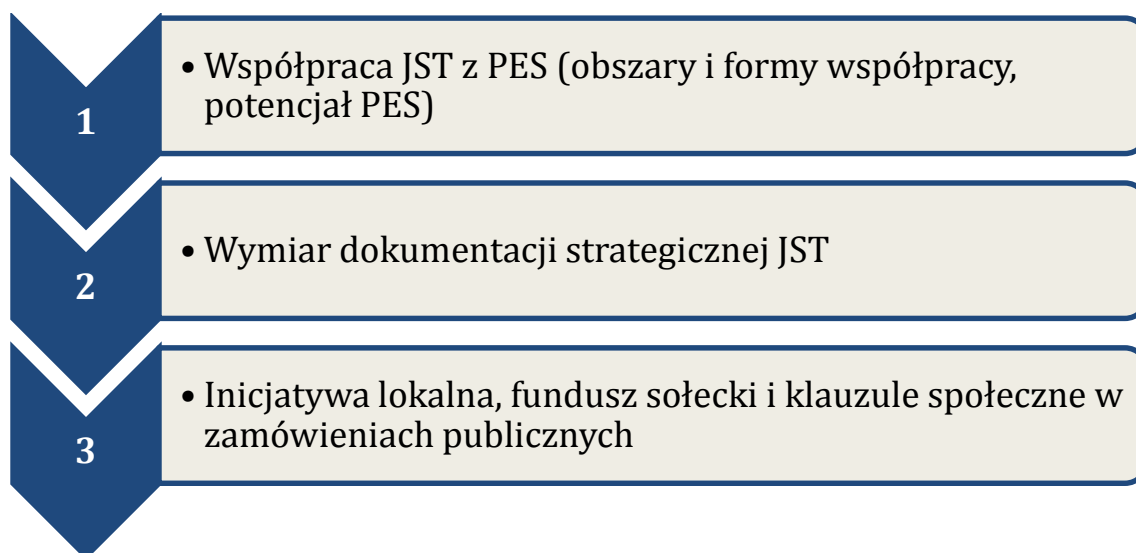 1
• Współpraca JST z PES (obszary i formy współpracy,
potencjał PES)
2
• Wymiar dokumentacji strategicznej JST
3
• Inicjatywa lokalna, fundusz sołecki i klauzule społeczne w
zamówieniach publicznych